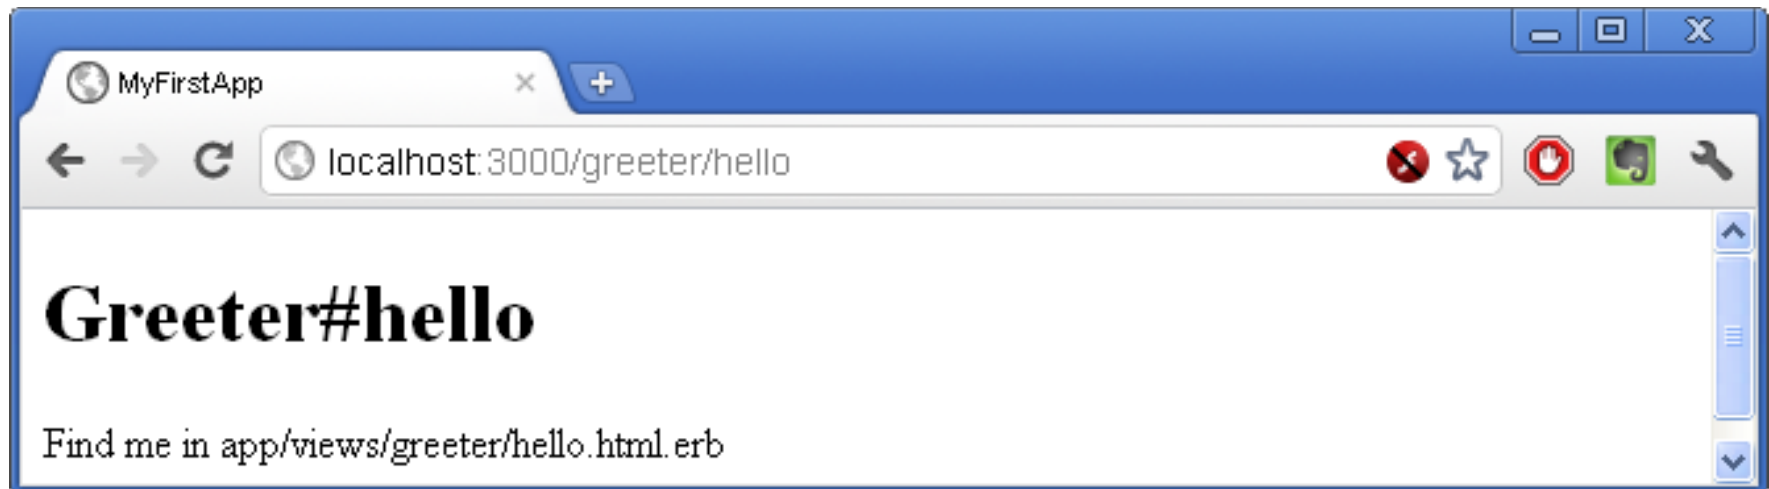 MyFirstApp
localhost:3000/greeter/hello
Greeter#hello
Find me in app/views/greeter/hello.html.erb